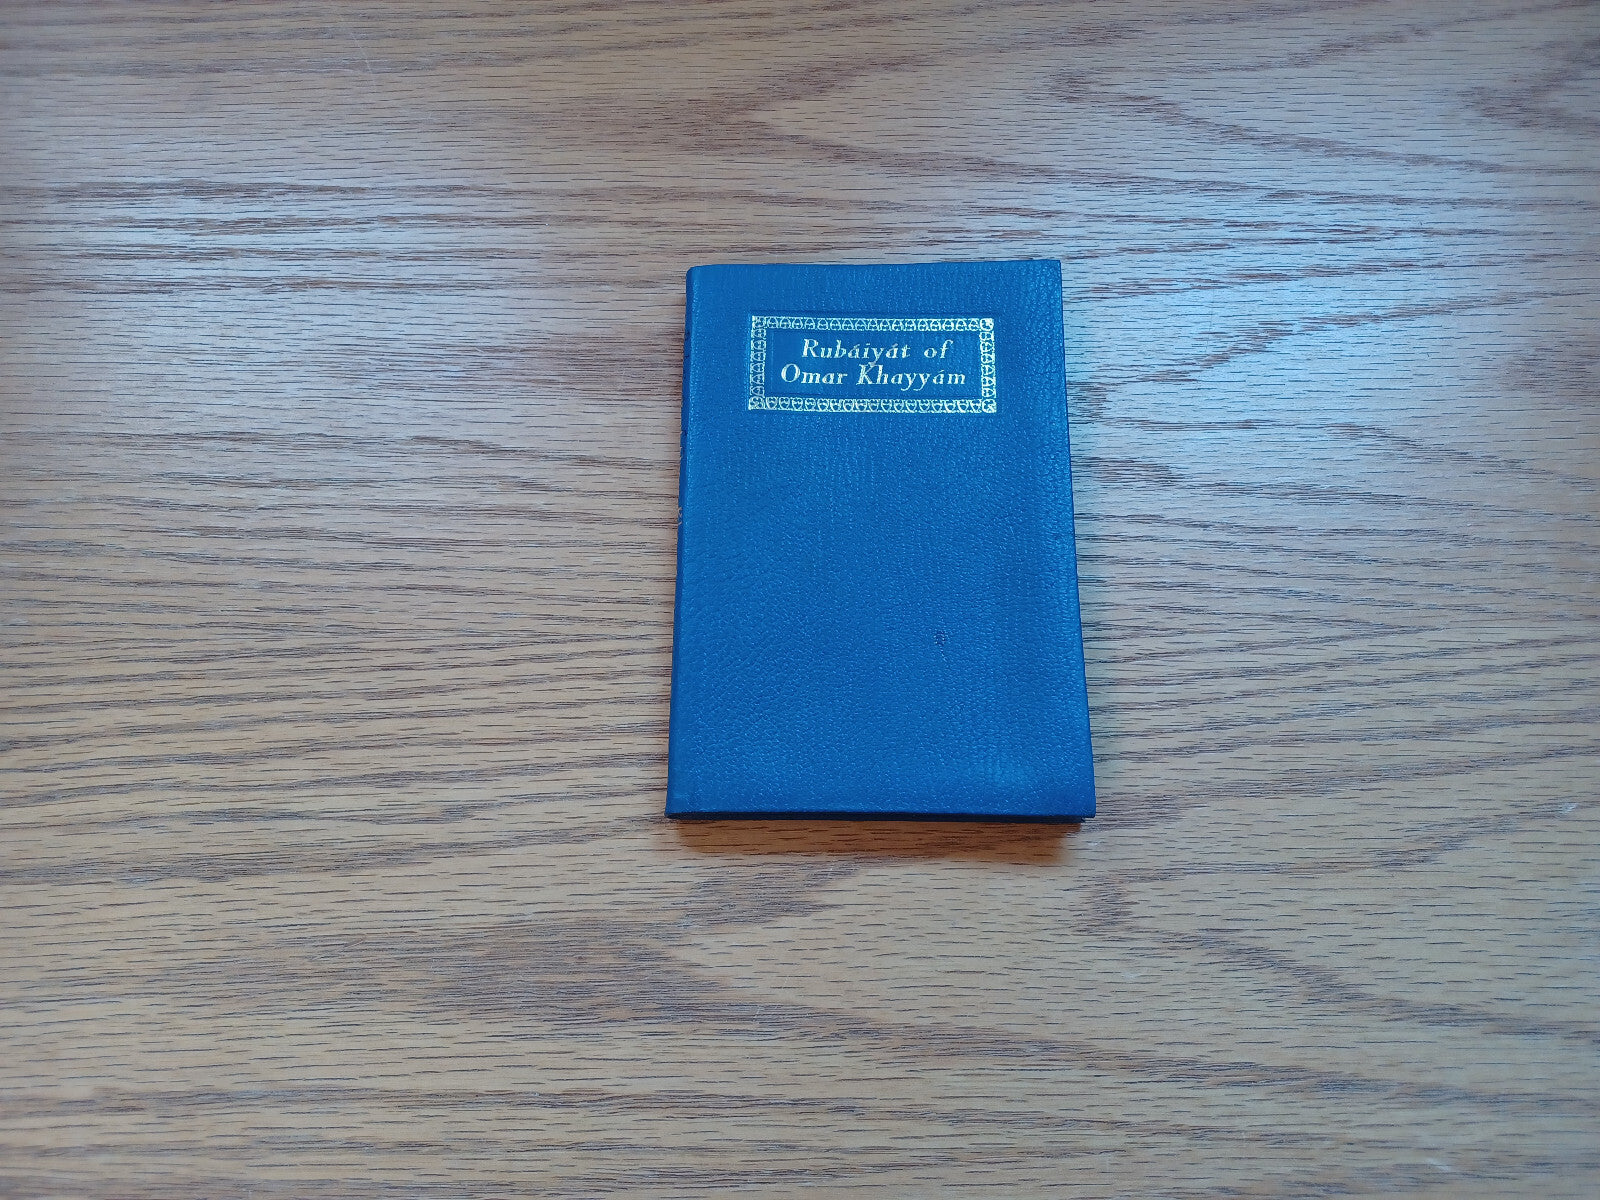 Rubáiyát of
Omar Khayyám